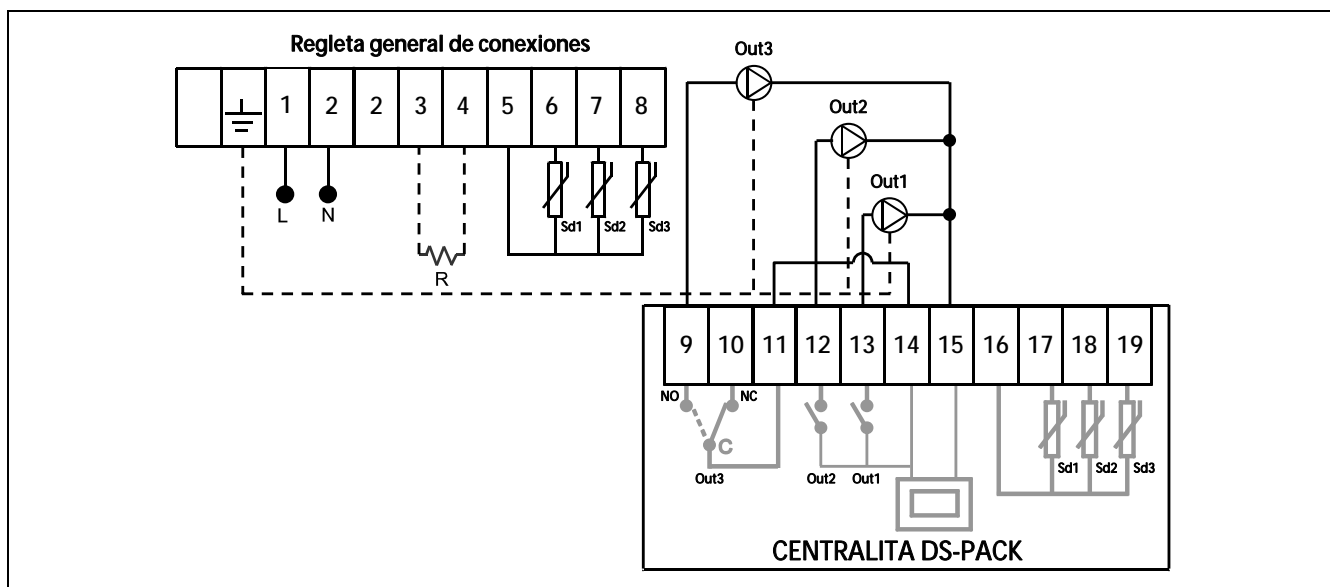 Regleta general de conexiones
1 2 2 3 4 5 6 7 8
L N
R
Sd1 Sd2 Sd3
Out3
Out2
Out1
9 10 11 12 13 14 15 16 17 18 19
NO NC
C
Out3 Out2 Out1
Sd1 Sd2 Sd3
CENTRALITA DS-PACK